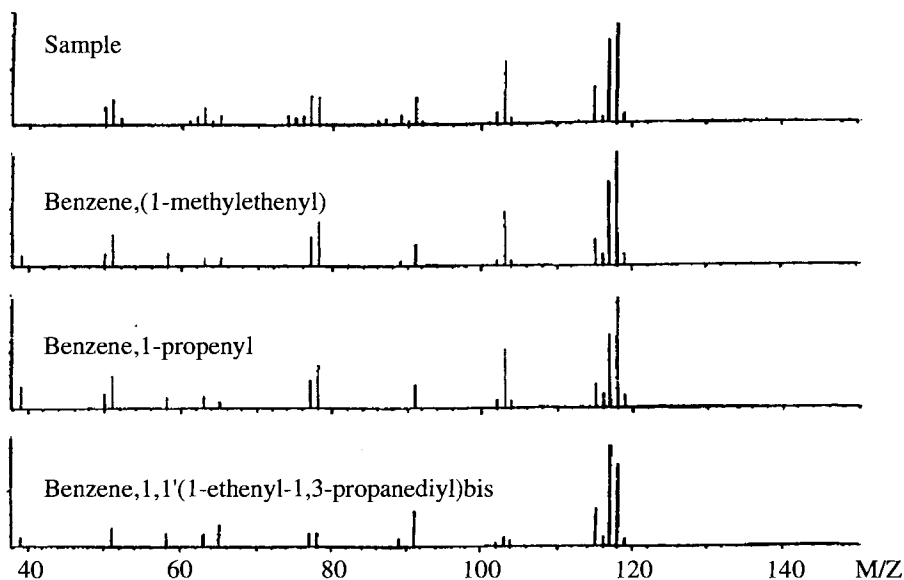 Sample
Benzene,(1-methylethenyl)
Benzene,1-propenyl
Benzene,1,1'(1-ethenyl-1,3-propanediyl)bis
40 60 80 100 120 140 M/Z